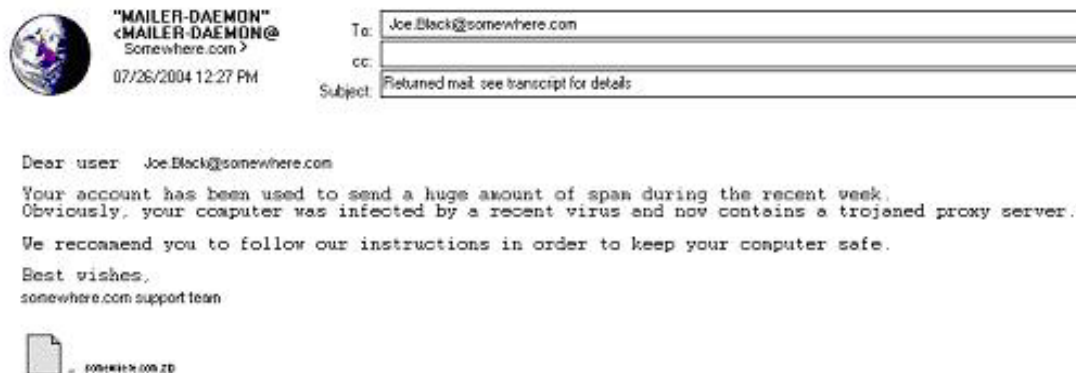 "MAILER-DAEMON"
<MAILER-DAEMON@
Somewhere.com>
07/26/2004 12:27 PM
To: Joe.Black@somewhere.com
cc:
Subject: Returned mail: see transcript for details
Dear user Joe.Black@somewhere.com
Your account has been used to send a huge amount of spam during the recent week.
Obviously, your computer was infected by a recent virus and now contains a trojaned proxy server.
We recommend you to follow our instructions in order to keep your computer safe.
Best wishes,
somewhere.com support team
somewhere.com.zip